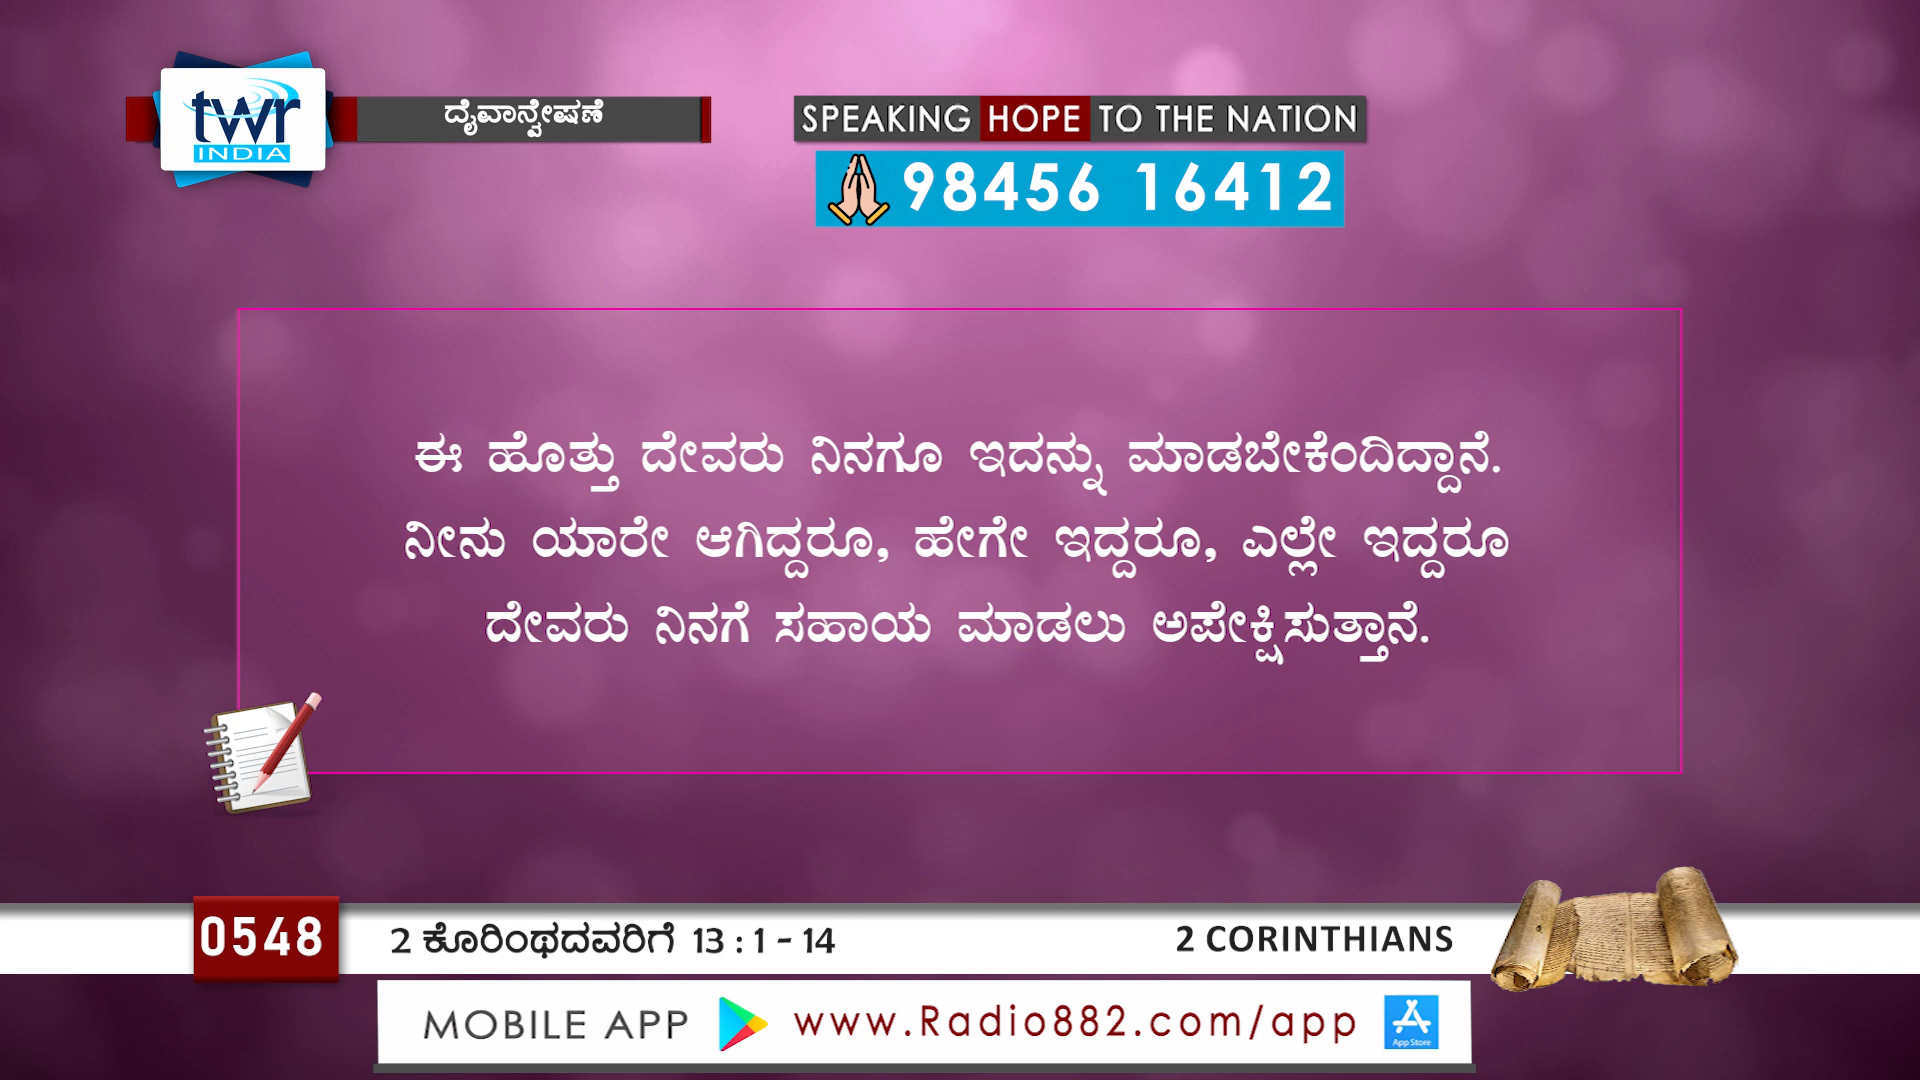 twr
INDIA
ದೈವಾನ್ವೇಷಣೆ
SPEAKING HOPE TO THE NATION
98456 16412
ಈ ಹೊತ್ತು ದೇವರು ನಿನಗೂ ಇದನ್ನು ಮಾಡಬೇಕೆಂದಿದ್ದಾನೆ.
ನೀನು ಯಾರೇ ಆಗಿದ್ದರೂ, ಹೇಗೇ ಇದ್ದರೂ, ಎಲ್ಲೇ ಇದ್ದರೂ
ದೇವರು ನಿನಗೆ ಸಹಾಯ ಮಾಡಲು ಅಪೇಕ್ಷಿಸುತ್ತಾನೆ.
0548 2 ಕೊರಿಂಥದವರಿಗೆ 13 : 1 - 14 2 CORINTHIANS
MOBILE APP www.Radio882.com/app
App Store